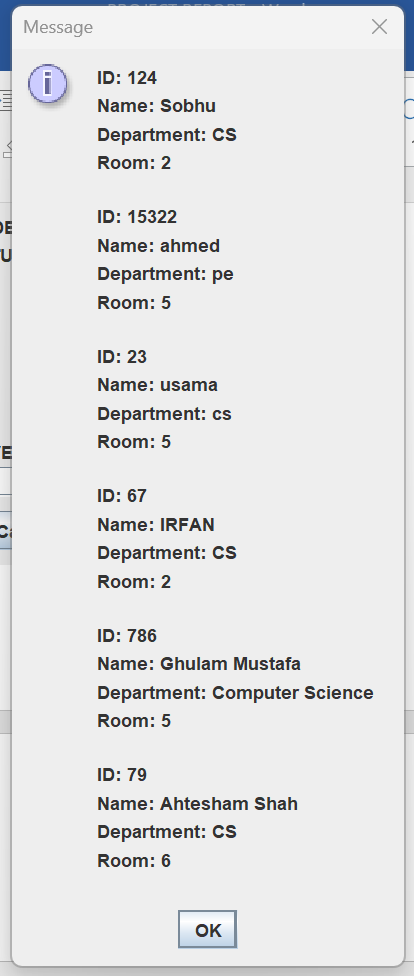 Message
ID: 124
Name: Sobhu
Department: CS
Room: 2
ID: 15322
Name: ahmed
Department: pe
Room: 5
ID: 23
Name: usama
Department: cs
Room: 5
ID: 67
Name: IRFAN
Department: CS
Room: 2
ID: 786
Name: Ghulam Mustafa
Department: Computer Science
Room: 5
ID: 79
Name: Ahtesham Shah
Department: CS
Room: 6
OK